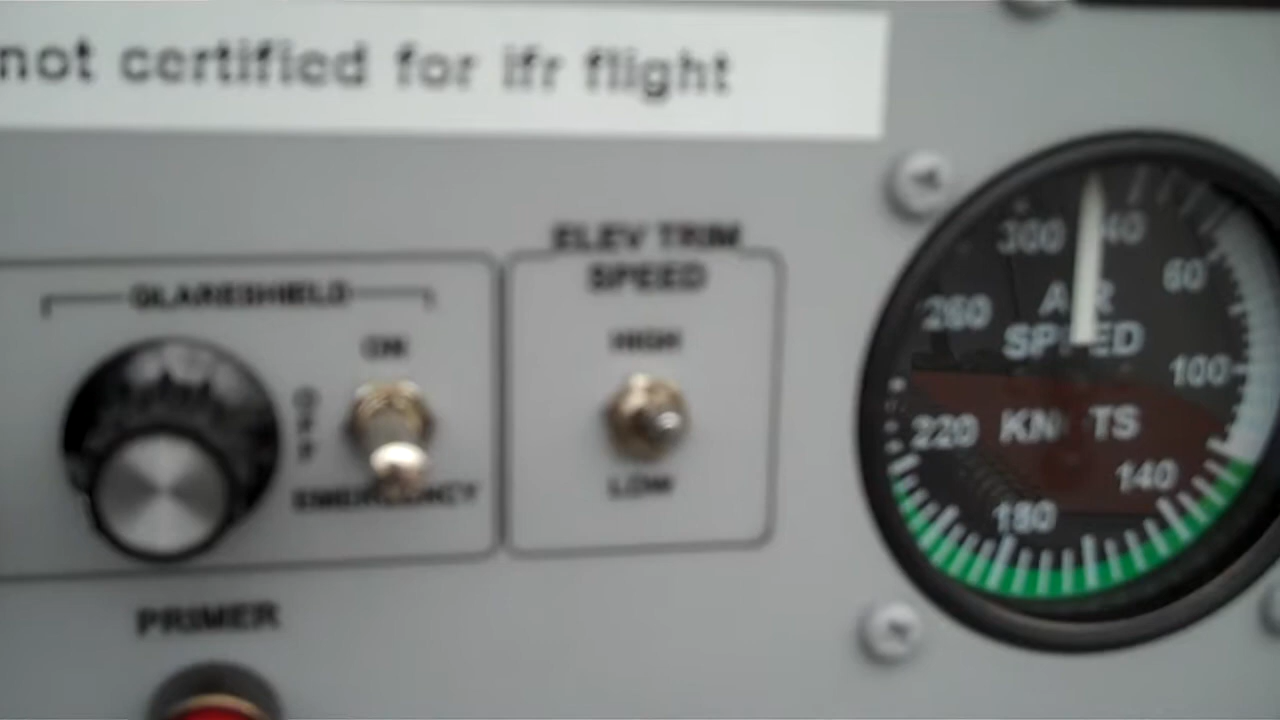 not certified for ifr flight
ELEV TRIM
SPEED
GLARESHIELD
ON
OFF
EMERGENCY
HIGH
LOW
PRIMER
300
40
60
260
AIR
SPEED
100
220
KNOTS
140
180